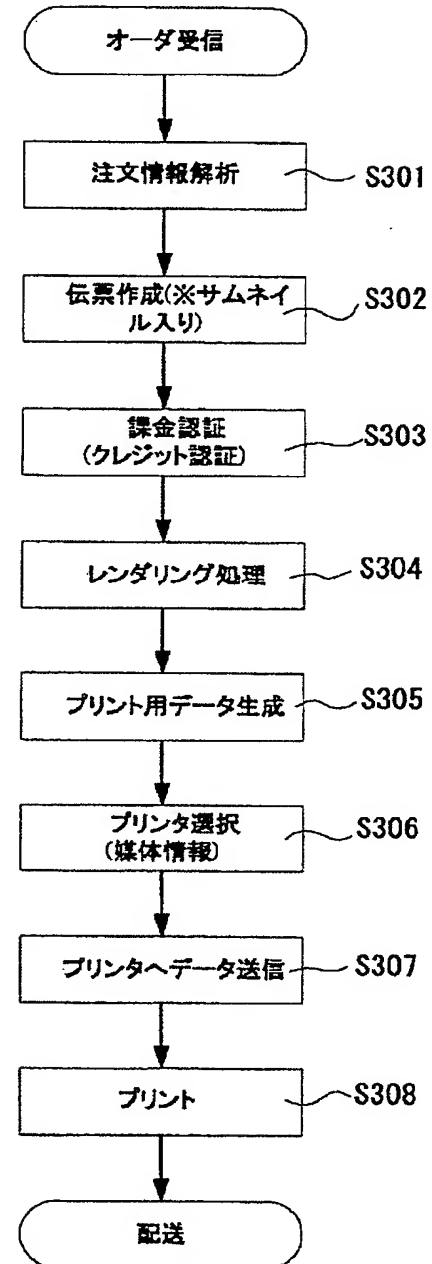 オーダ受信
注文情報解析
S301
伝票作成(※サムネイ
ル入り)
S302
課金認証
(クレジット認証)
S303
レンダリング処理
S304
プリント用データ生成
S305
プリンタ選択
(媒体情報)
S306
プリンタへデータ送信
S307
プリント
S308
配送